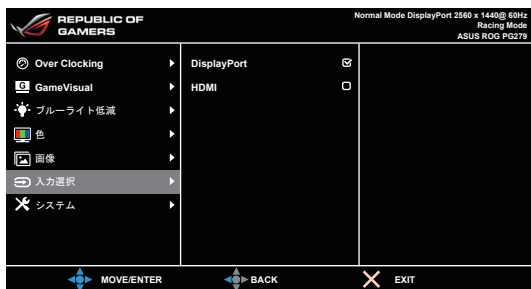 REPUBLIC OF
GAMERS
Normal Mode DisplayPort 2560 x 1440@ 60Hz
Racing Mode
ASUS ROG PG279
Over Clocking
DisplayPort
G GameVisual
HDMI
ブルーライト低減
色
画像
入力選択
システム
MOVE/ENTER
BACK
EXIT